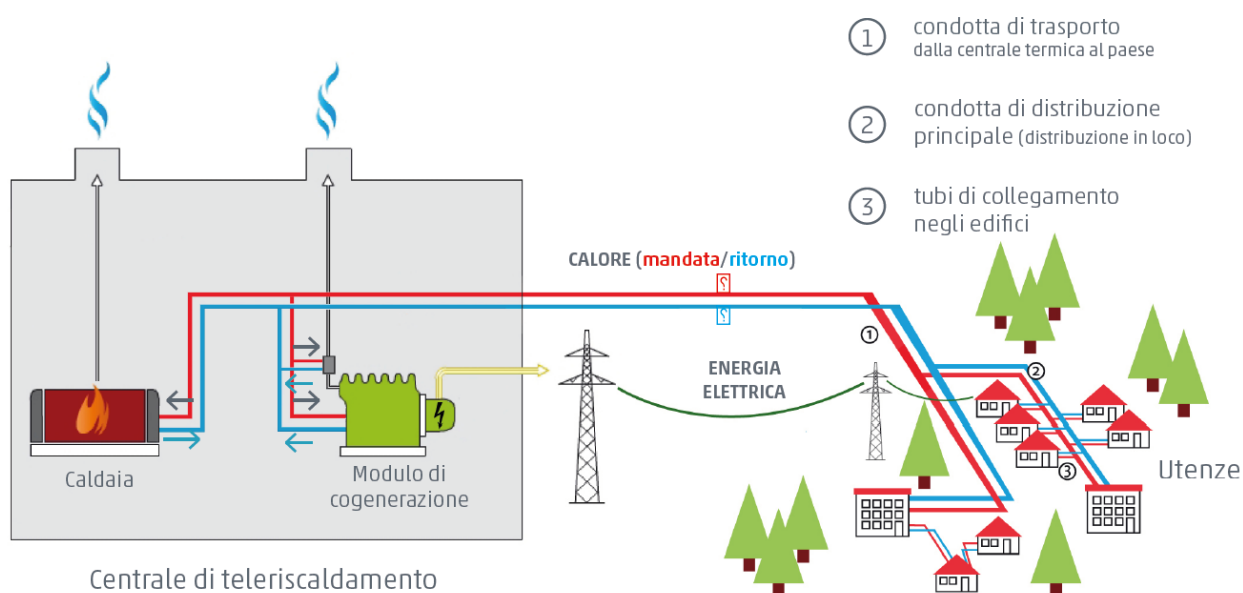 1 condotta di trasporto
dalla centrale termica al paese
2 condotta di distribuzione
principale (distribuzione in loco)
3 tubi di collegamento
negli edifici
CALORE (mandata/ritorno)
?
?
1
ENERGIA
ELETTRICA
2
3
Utenze
Caldaia
Modulo di
cogenerazione
Centrale di teleriscaldamento